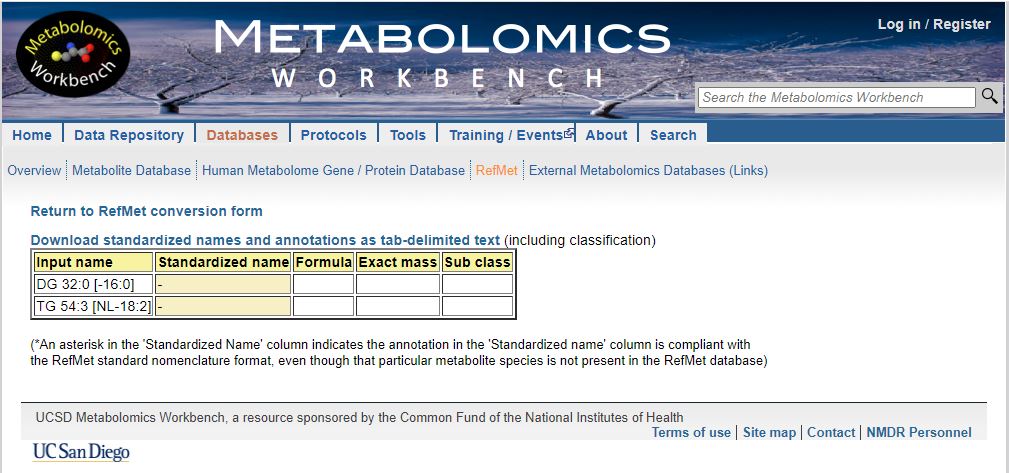 Metabolomics
Workbench
METABOLOMICS
WORKBENCH
Log in / Register
Search the Metabolomics Workbench
Home Data Repository Databases Protocols Tools Training / Events About Search
Overview Metabolite Database Human Metabolome Gene / Protein Database RefMet External Metabolomics Databases (Links)
Return to RefMet conversion form
Download standardized names and annotations as tab-delimited text (including classification)
Input name Standardized name Formula Exact mass Sub class
DG 32:0 [-16:0] -
TG 54:3 [NL-18:2] -
(*An asterisk in the 'Standardized Name' column indicates the annotation in the 'Standardized name' column is compliant with
the RefMet standard nomenclature format, even though that particular metabolite species is not present in the RefMet database)
UCSD Metabolomics Workbench, a resource sponsored by the Common Fund of the National Institutes of Health
Terms of use | Site map | Contact | NMDR Personnel
UC San Diego